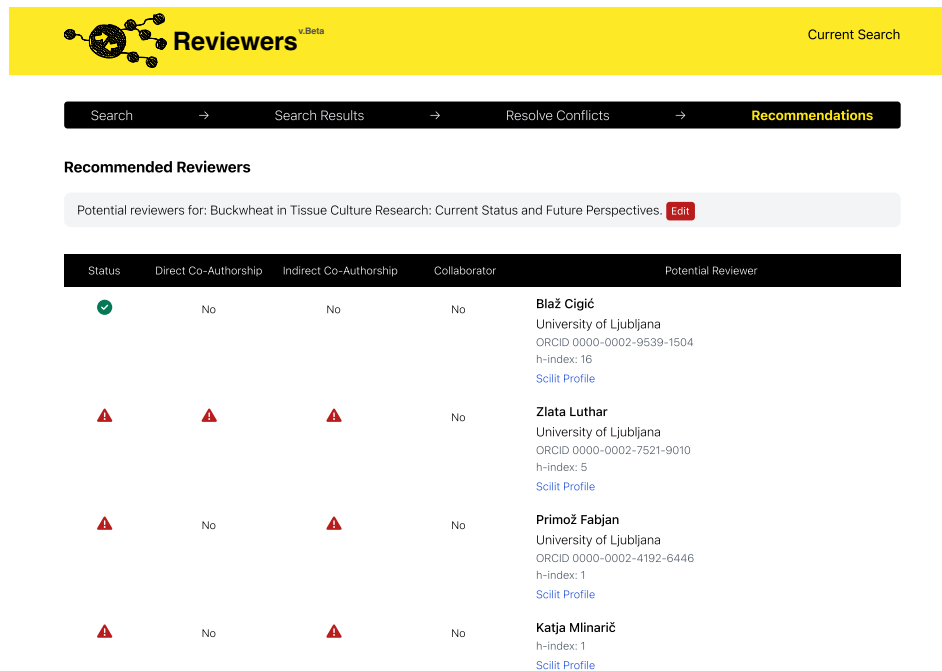 Reviewers v.Beta
Current Search
Search → Search Results → Resolve Conflicts → Recommendations
Recommended Reviewers
Potential reviewers for: Buckwheat in Tissue Culture Research: Current Status and Future Perspectives. Edit
Status Direct Co-Authorship Indirect Co-Authorship Collaborator Potential Reviewer
No No No Blaž Cigić
University of Ljubljana
ORCID 0000-0002-9539-1504
h-index: 16
Scilit Profile
No Zlata Luthar
University of Ljubljana
ORCID 0000-0002-7521-9010
h-index: 5
Scilit Profile
No No Primož Fabjan
University of Ljubljana
ORCID 0000-0002-4192-6446
h-index: 1
Scilit Profile
No No Katja Mlinarič
h-index: 1
Scilit Profile